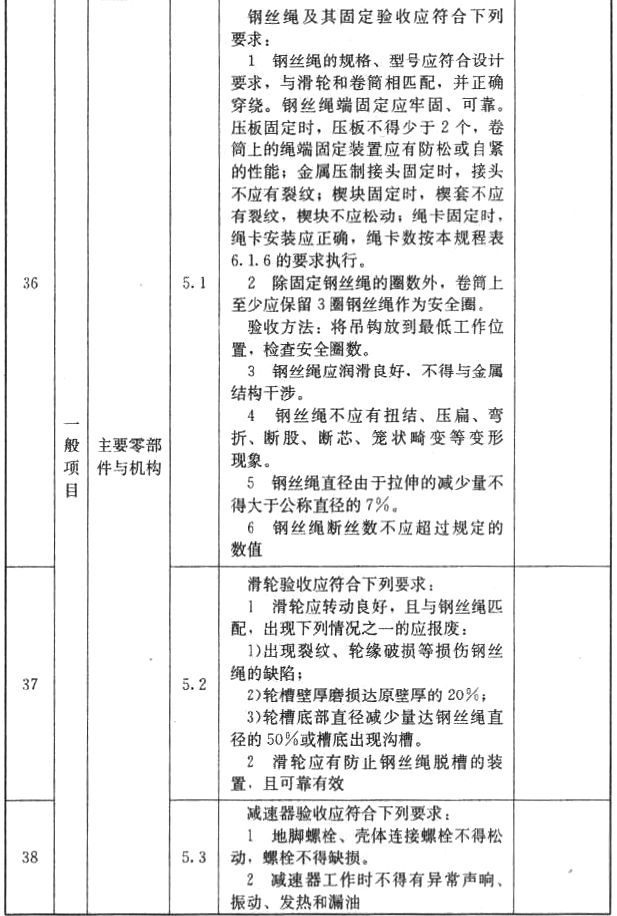 钢丝绳及其固定验收应符合下列
要求：
1 钢丝绳的规格、型号应符合设计
要求，与滑轮和卷筒相匹配，并正确
穿绕。钢丝绳端固定应牢固、可靠。
压板固定时，压板不得少于2个，卷
筒上的绳端固定装置应有防松或自紧
的性能；金属压制接头固定时，接头
不应有裂纹；楔块固定时，楔套不应
有裂纹，楔块不应松动；绳卡固定时，
绳卡安装应正确，绳卡数按本规程表
6.1.6的要求执行。
36
5.1
2 除固定钢丝绳的圈数外，卷筒上
至少应保留3圈钢丝绳作为安全圈。
验收方法：将吊钩放到最低工作位
置，检查安全圈数。
3 钢丝绳应润滑良好，不得与金属
结构干涉。
一般项目
主要零部
件与机构
4 钢丝绳不应有扭结、压扁、弯
折、断股、断芯、笼状畸变等变形
现象。
5 钢丝绳直径由于拉伸的减少量不
得大于公称直径的7%。
6 钢丝绳断丝数不应超过规定的
数值
37
5.2
滑轮验收应符合下列要求：
1 滑轮应转动良好，且与钢丝绳匹
配，出现下列情况之一的应报废：
1)出现裂纹、轮缘破损等损伤钢丝
绳的缺陷；
2)轮槽壁厚磨损达原壁厚的20%；
3)轮槽底部直径减少量达钢丝绳直
径的50%或槽底出现沟槽。
2 滑轮应有防止钢丝绳脱槽的装
置，且可靠有效
38
5.3
减速器验收应符合下列要求：
1 地脚螺栓、壳体连接螺栓不得松
动，螺栓不得缺损。
2 减速器工作时不得有异常声响、
振动、发热和漏油